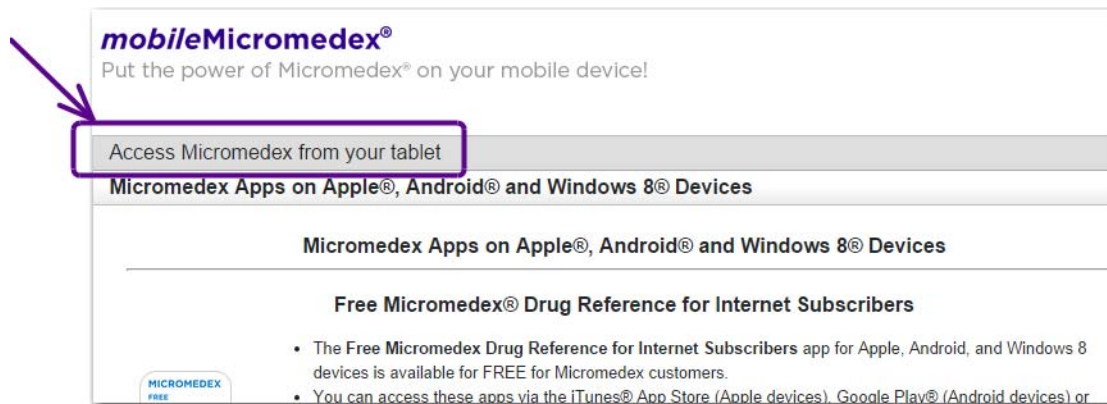 mobileMicromedex®
Put the power of Micromedex® on your mobile device!
Access Micromedex from your tablet
Micromedex Apps on Apple®, Android® and Windows 8® Devices
Micromedex Apps on Apple®, Android® and Windows 8® Devices
Free Micromedex® Drug Reference for Internet Subscribers
• The Free Micromedex Drug Reference for Internet Subscribers app for Apple, Android, and Windows 8
devices is available for FREE for Micromedex customers.
MICROMEDEX
FREE
• You can access these apps via the iTunes® App Store (Apple devices), Google Play® (Android devices) or